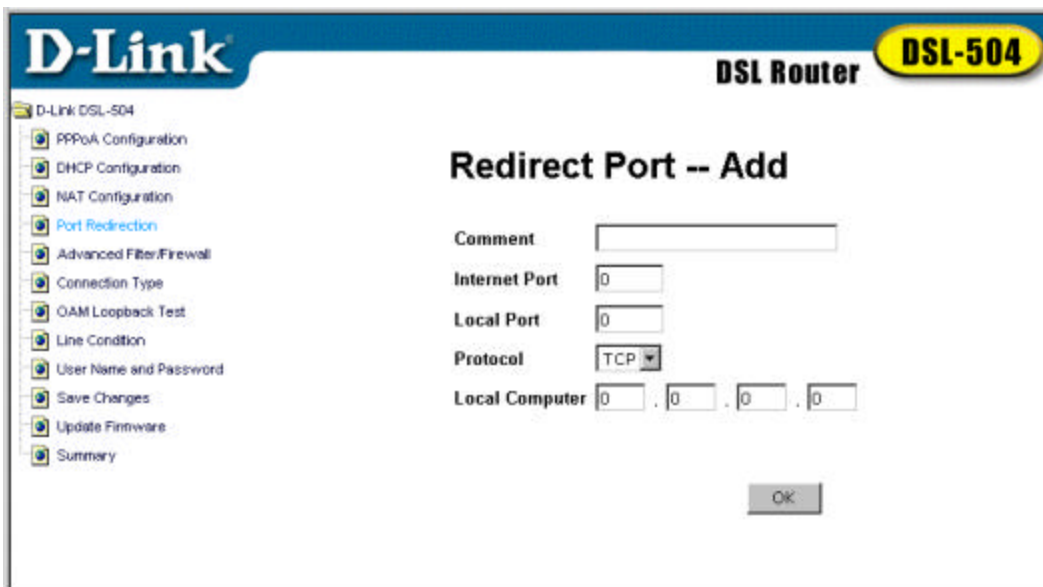 D-Link
DSL Router
DSL-504
D-Link DSL-504
PPPoA Configuration
DHCP Configuration
NAT Configuration
Port Redirection
Advanced Filter/Firewall
Connection Type
OAM Loopback Test
Line Condition
User Name and Password
Save Changes
Update Firmware
Summary
Redirect Port -- Add
Comment
Internet Port 0
Local Port 0
Protocol TCP
Local Computer 0 . 0 . 0 . 0
OK